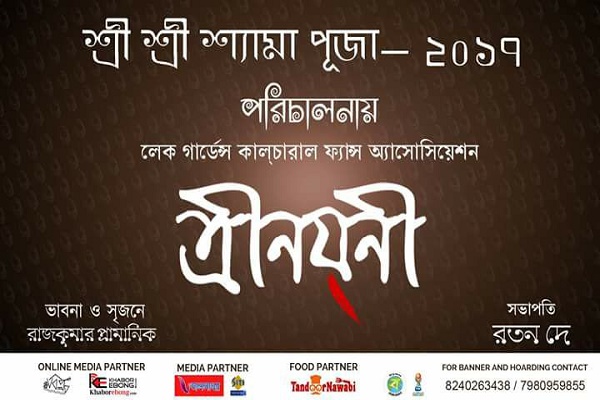 শ্রী শ্রী শ্যামা পূজা– ২০১৭
পরিচালনায়
লেক গার্ডেন্স কাল্চারাল ফ্যান্স অ্যাসোসিয়েশন
ত্রীনয়নী
ভাবনা ও সৃজনে
রাজকুমার প্রামানিক
সভাপতি
রতন দে
ONLINE MEDIA PARTNER
KHABOR EBONG
Khaborebong.com
MEDIA PARTNER
FOOD PARTNER
TandoorNawabi
FOR BANNER AND HOARDING CONTACT
8240263438 / 7980959855